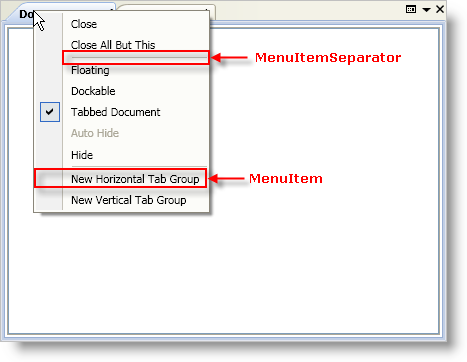 Do
Close
Close All But This
MenuItemSeparator
Floating
Dockable
Tabbed Document
Auto Hide
Hide
New Horizontal Tab Group
MenuItem
New Vertical Tab Group